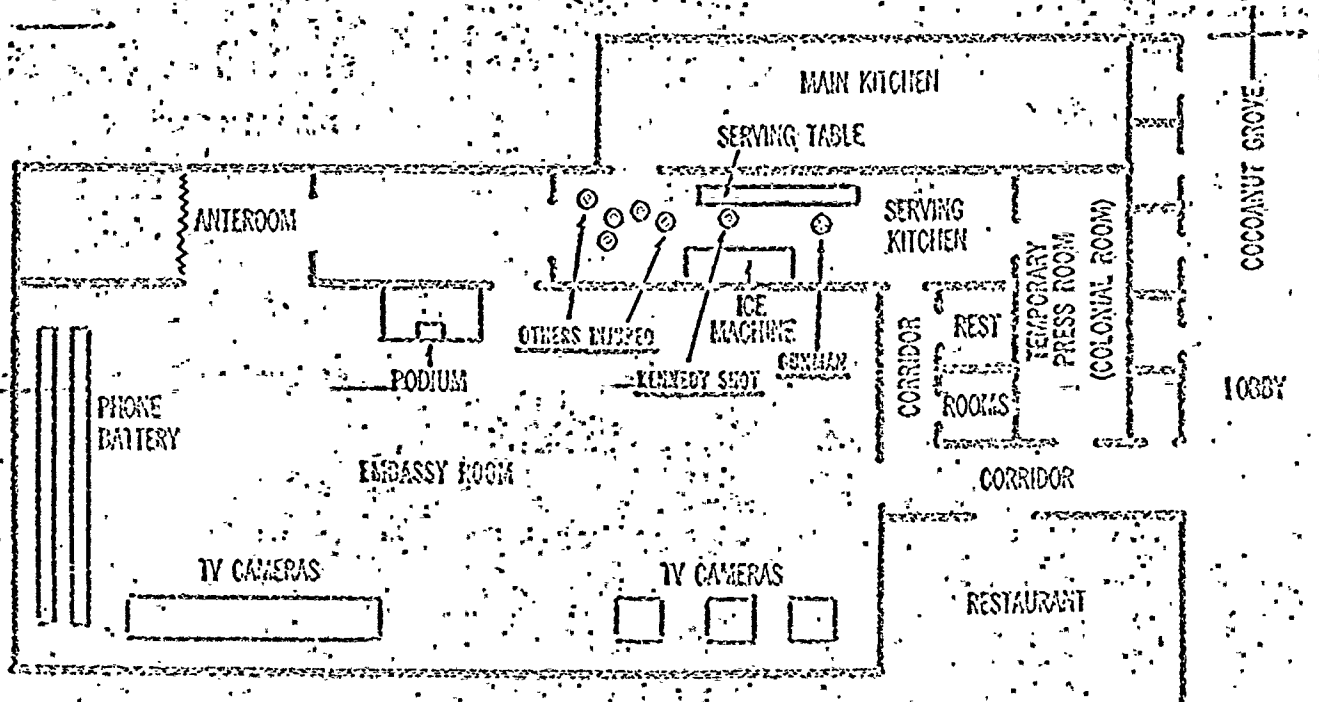 MAIN KITCHEN
SERVING TABLE
COCOANUT GROVE
ANTEROOM
SERVING
KITCHEN
TEMPORARY
PRESS ROOM
(COLONIAL ROOM)
ICE
MACHINE
OTHERS INJURED
KENNEDY SHOT
GUNMAN
PODIUM
CORRIDOR
REST
ROOMS
LOBBY
PHONE
BATTERY
EMBASSY ROOM
CORRIDOR
TV CAMERAS
TV CAMERAS
RESTAURANT